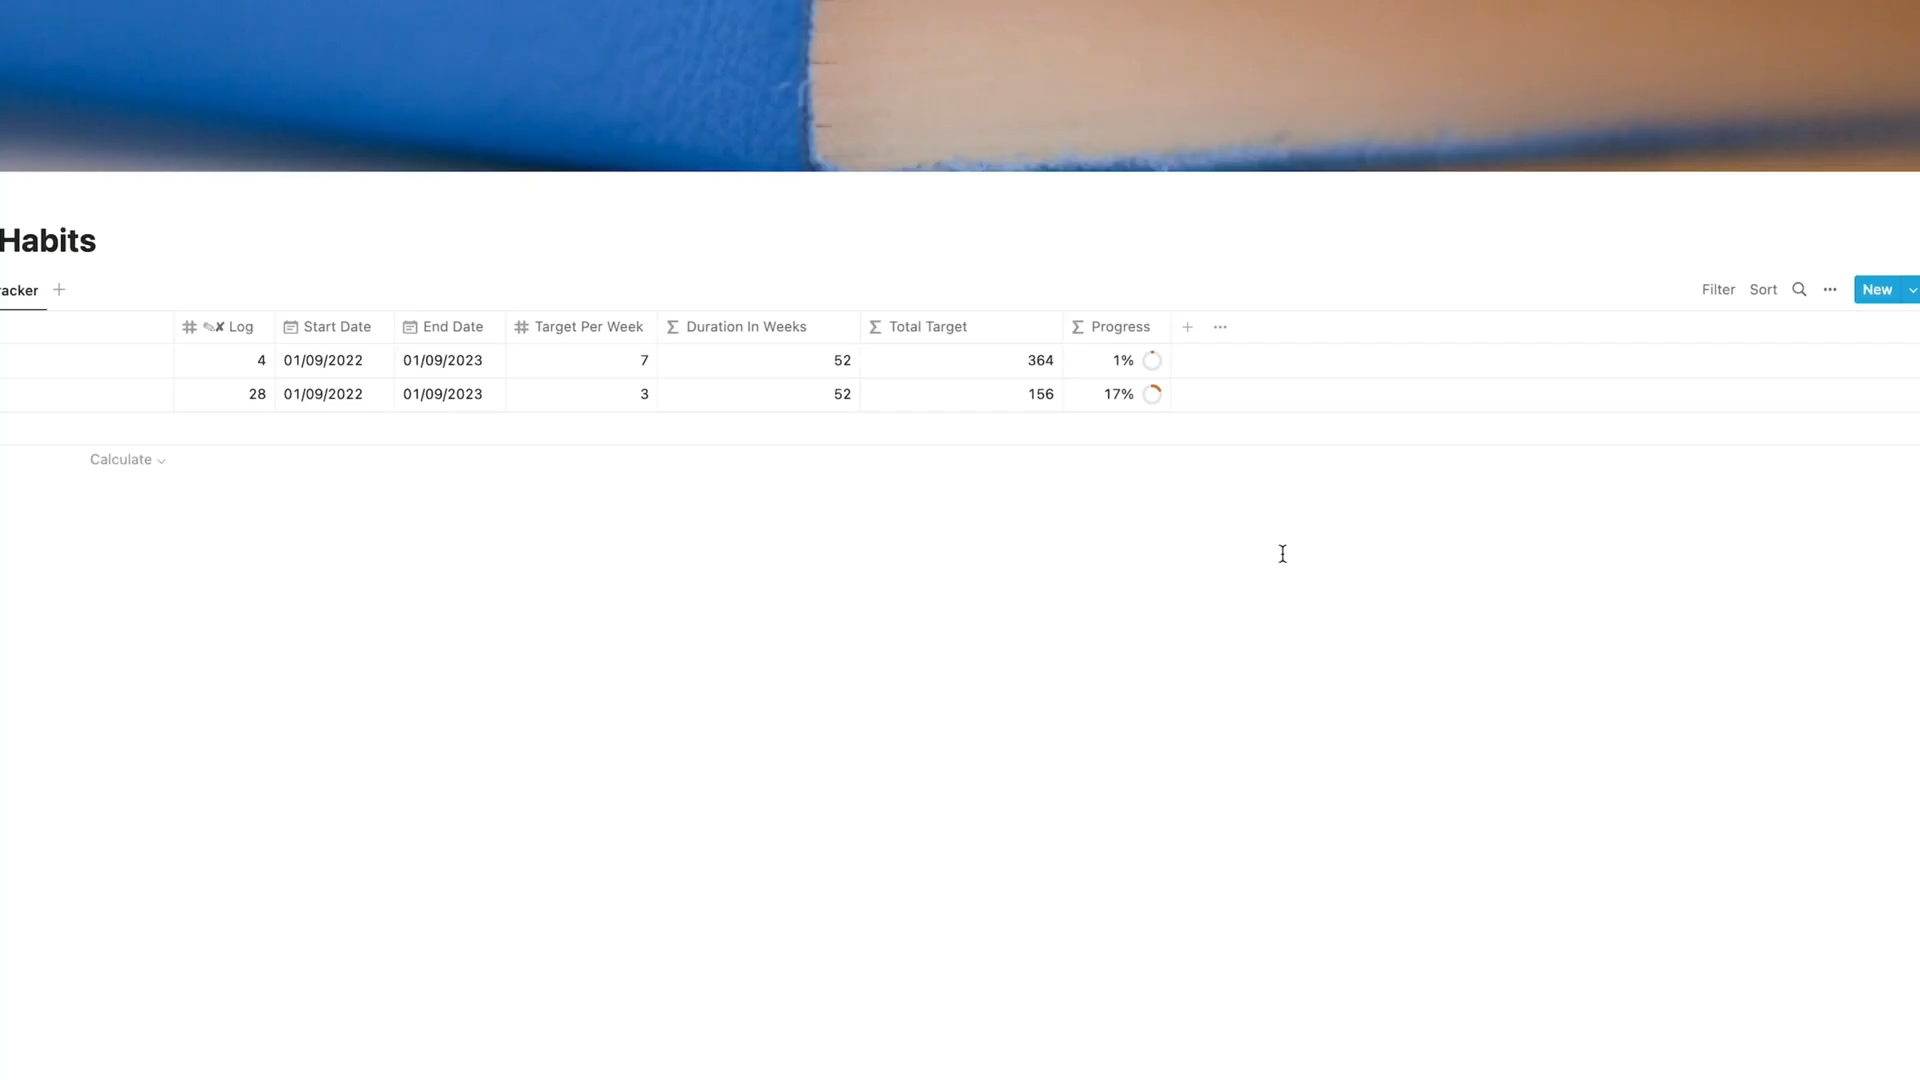 Habits
racker
Filter Sort New
Log Start Date End Date Target Per Week Duration In Weeks Total Target Progress
4 01/09/2022 01/09/2023 7 52 364 1%
28 01/09/2022 01/09/2023 3 52 156 17%
Calculate